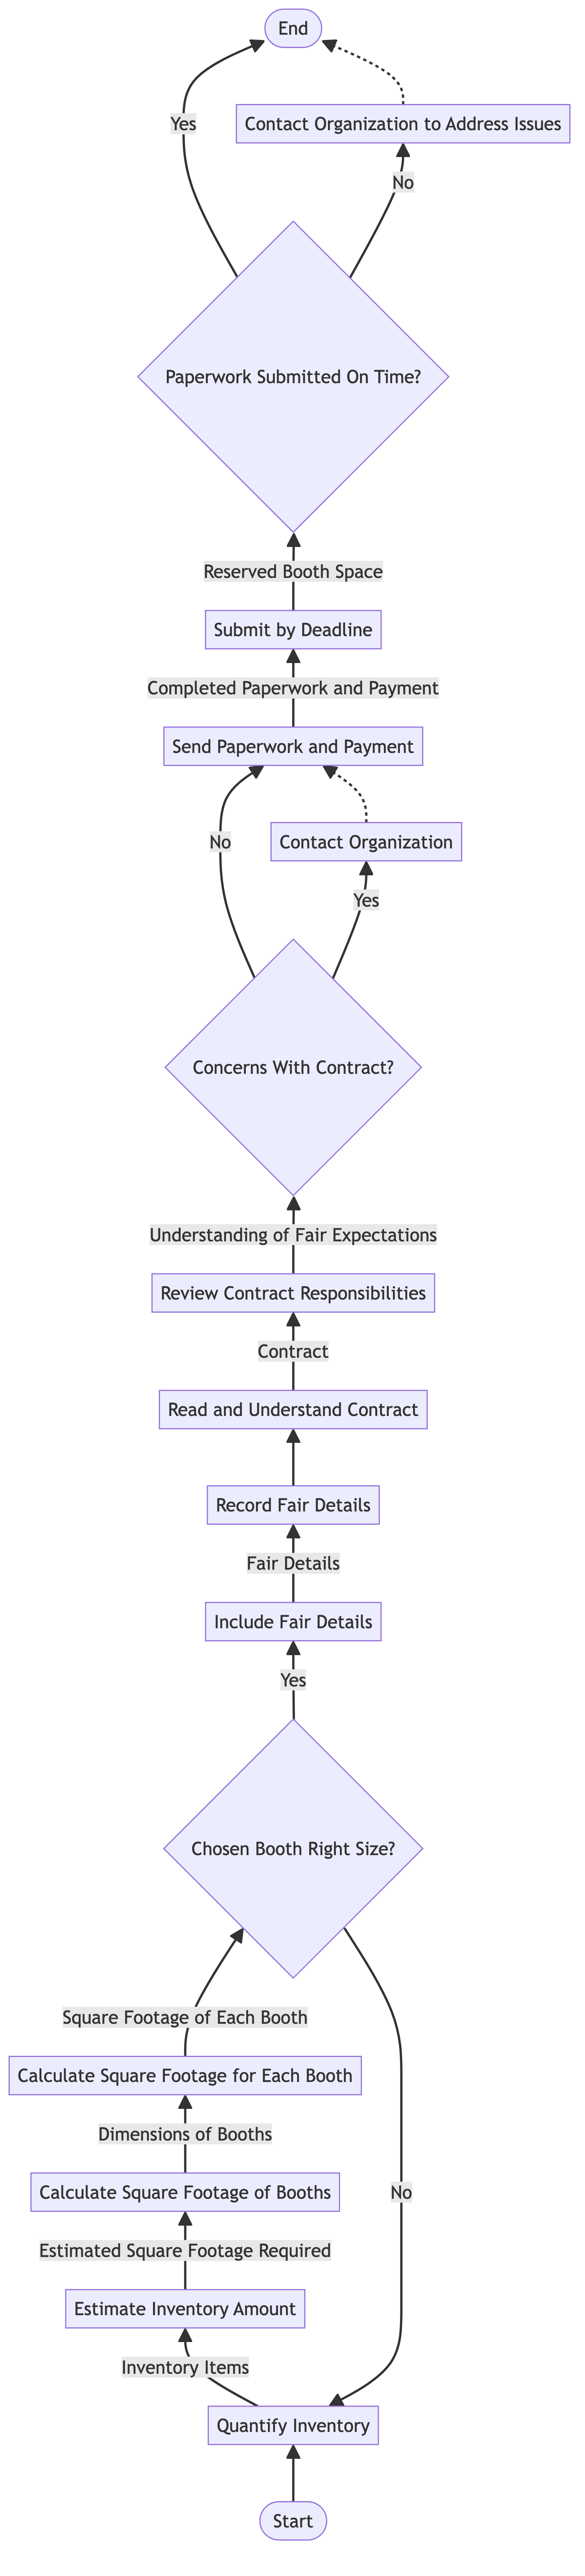 End
Contact Organization to Address Issues
Yes
No
Paperwork Submitted On Time?
Reserved Booth Space
Submit by Deadline
Completed Paperwork and Payment
Send Paperwork and Payment
No
Contact Organization
Yes
Concerns With Contract?
Understanding of Fair Expectations
Review Contract Responsibilities
Contract
Read and Understand Contract
Record Fair Details
Fair Details
Include Fair Details
Yes
Chosen Booth Right Size?
Square Footage of Each Booth
Calculate Square Footage for Each Booth
Dimensions of Booths
Calculate Square Footage of Booths
No
Estimated Square Footage Required
Estimate Inventory Amount
Inventory Items
Quantify Inventory
Start